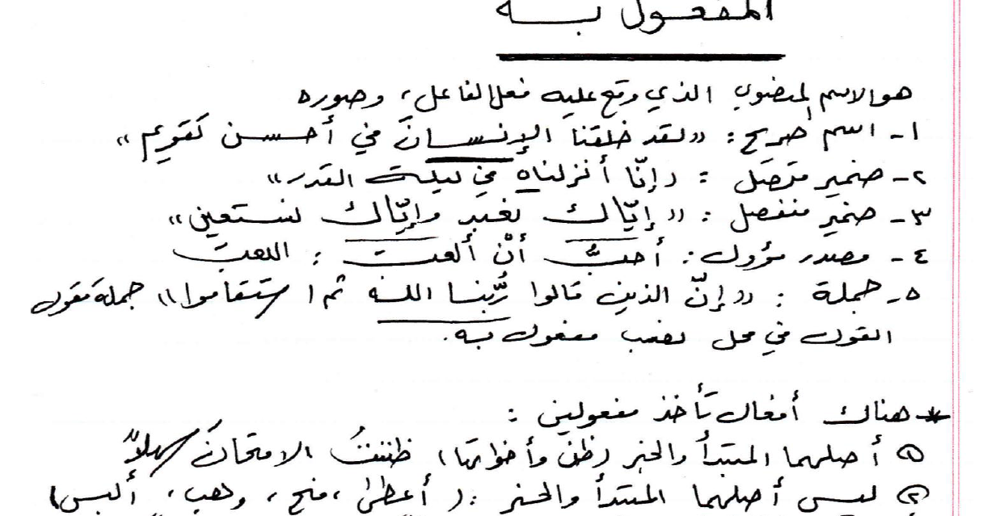 المفعول به
هو الاسم المنصوب الذي وقع عليه فعل الفاعل، وصوره
١- اسم صريح: «لقد خلقنا الإنسانَ في أحسن تقويم»
٢- ضمير متصل: «إنّا أنزلناه في ليلة القدر»
٣- ضمير منفصل: «إيّاك نعبد وإيّاك نستعين»
٤- مصدر مؤول: أحبُّ أنْ ألعبَ: اللعبَ
٥- جملة: «إنّ الذين قالوا ربُّنا الله ثم استقاموا» جملة مقول
القول في محل نصب مفعول به.
* هناك أفعال تأخذ مفعولين:
① أصلهما المبتدأ والخبر (ظنّ وأخواتها) ظننتُ الامتحانَ سهلاً
② ليس أصلهما المبتدأ والخبر: (أعطى، منح، وهب، ألبس)